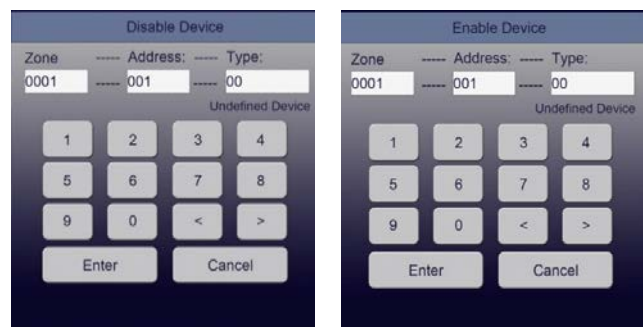 Disable Device
Zone ----- Address: ----- Type:
0001 ----- 001 ----- 00
Undefined Device
1 2 3 4
5 6 7 8
9 0 < >
Enter Cancel
Enable Device
Zone ----- Address: ----- Type:
0001 ----- 001 ----- 00
Undefined Device
1 2 3 4
5 6 7 8
9 0 < >
Enter Cancel